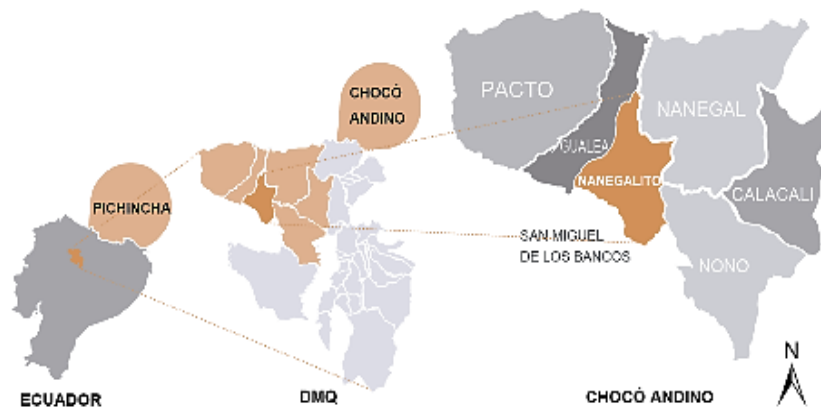 CHOCÓ
ANDINO
PICHINCHA
ECUADOR
DMQ
PACTO
GUALEA
NANEGAL
NANEGALITO
CALACALI
SAN MIGUEL
DE LOS BANCOS
NONO
N
CHOCÓ ANDINO